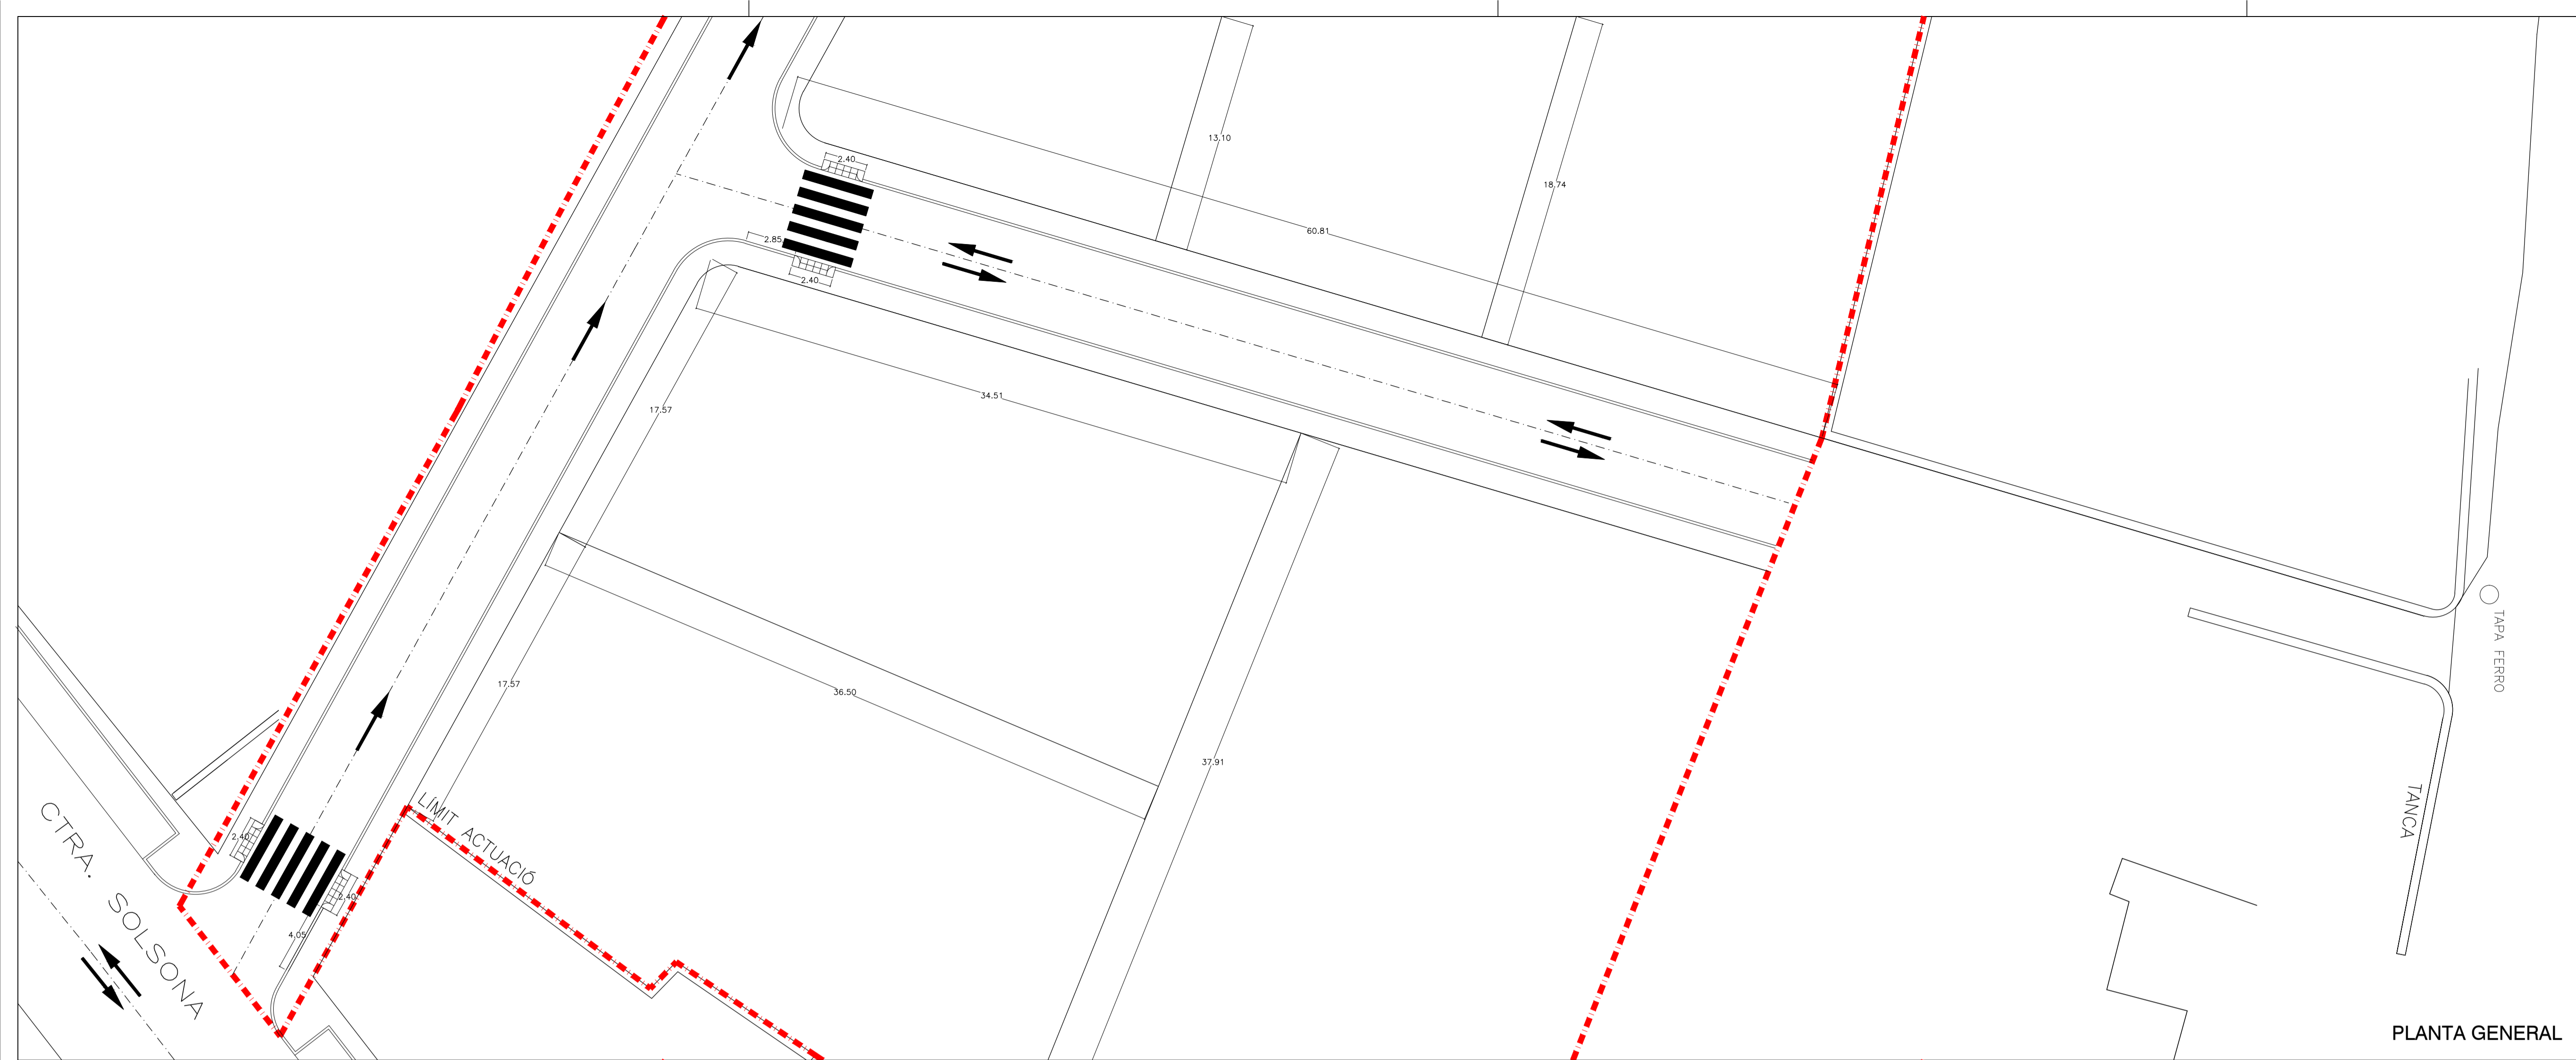 13.10
2.40
18.74
60.81
2.85
2.40
34.51
17.57
TAPA FERRO
17.57
36.50
37.91
TANCA
LÍMIT ACTUACIÓ
2.40
2.40
4.05
CTRA. SOLSONA
PLANTA GENERAL